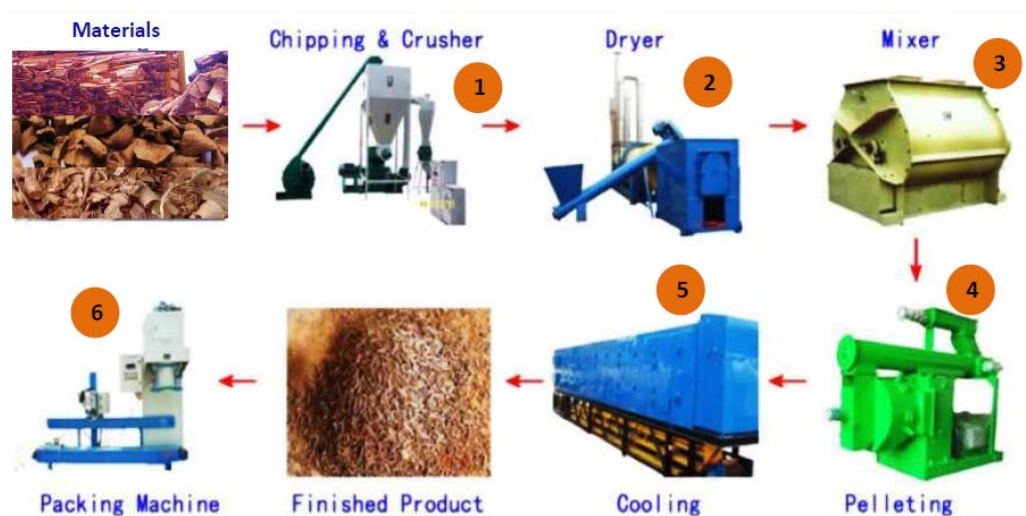 Materials
Chipping & Crusher
Dryer
Mixer
1
2
3
4
5
6
Packing Machine
Finished Product
Cooling
Pelleting